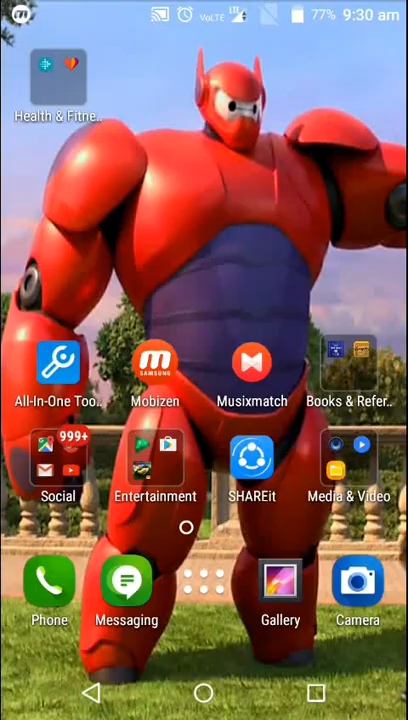 VoLTE LTE 77% 9:30 am
Health & Fitne..
All-In-One Too.. Mobizen Musixmatch Books & Refer..
m SAMSUNG
999+
Social Entertainment SHAREit Media & Video
Phone Messaging Gallery Camera